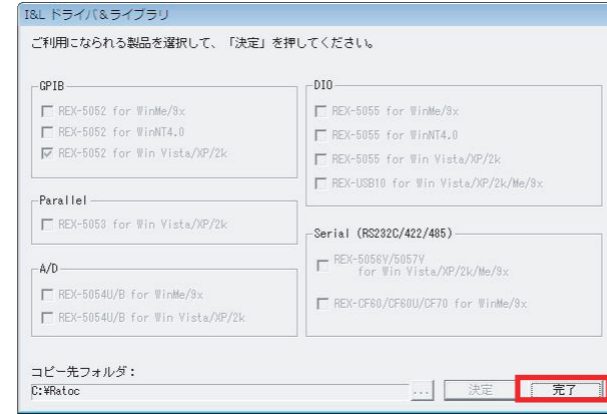 I&L ドライバ&ライブラリ
ご利用になられる製品を選択して、「決定」を押してください。
GPIB
REX-5052 for WinMe/9x
REX-5052 for WinNT4.0
REX-5052 for Win Vista/XP/2k
Parallel
REX-5053 for Win Vista/XP/2k
A/D
REX-5054U/B for WinMe/9x
REX-5054U/B for Win Vista/XP/2k
DIO
REX-5055 for WinMe/9x
REX-5055 for WinNT4.0
REX-5055 for Win Vista/XP/2k
REX-USB10 for Win Vista/XP/2k/Me/9x
Serial (RS232C/422/485)
REX-5056V/5057V
for Win Vista/XP/2k/Me/9x
REX-CF60/CF60U/CF70 for WinMe/9x
コピー先フォルダ:
C:¥Ratoc
...
決定
完了